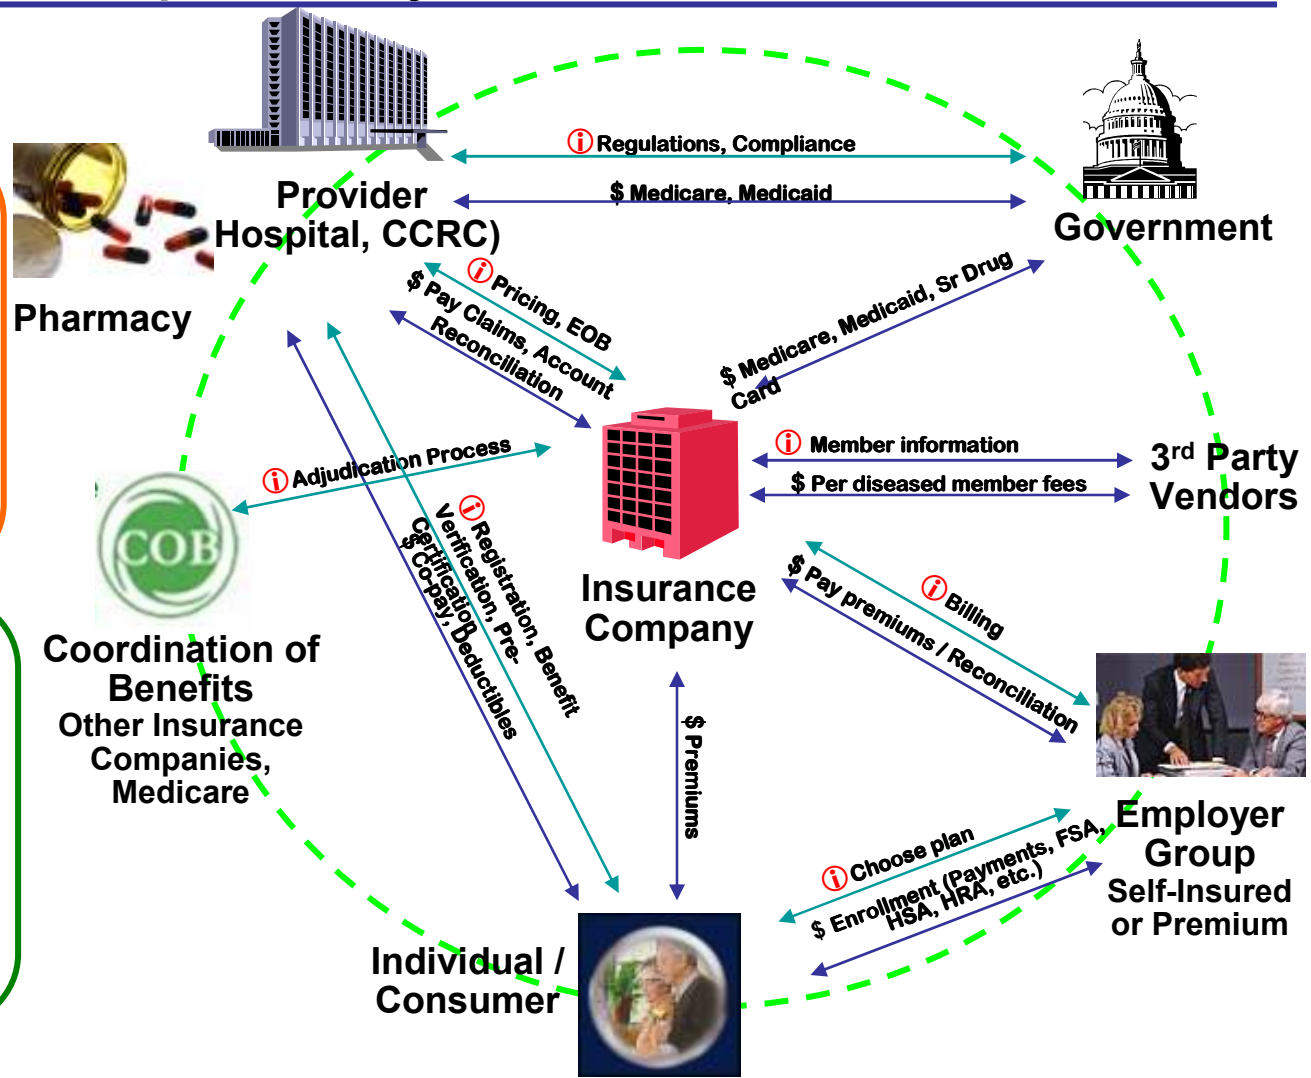 ⓘ Regulations, Compliance
$ Medicare, Medicaid
Provider
Hospital, CCRC)
Government
Pharmacy
ⓘ Pricing, EOB
$ Pay Claims, Account
Reconciliation
$ Medicare, Medicaid, Sr Drug
Card
ⓘ Adjudication Process
ⓘ Member information
$ Per diseased member fees
3rd Party
Vendors
COB
ⓘ Registration, Benefit
Verification, Pre-
Certification
$ Co-pay, Deductibles
Insurance
Company
ⓘ Billing
$ Pay premiums / Reconciliation
Coordination of
Benefits
Other Insurance
Companies,
Medicare
$ Premiums
ⓘ Choose plan
$ Enrollment (Payments, FSA,
HSA, HRA, etc.)
Employer
Group
Self-Insured
or Premium
Individual /
Consumer